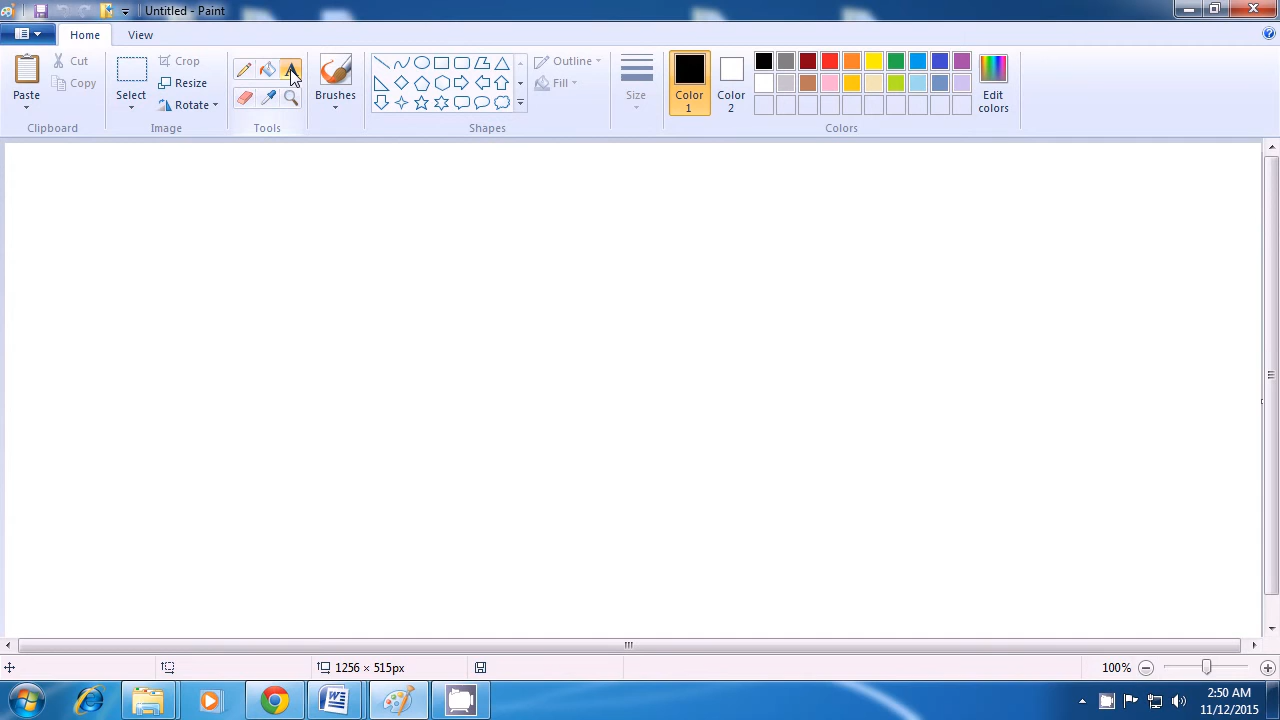 Untitled - Paint
Home View
Paste
Cut
Copy
Clipboard
Select
Crop
Resize
Rotate
Image
A
Tools
Brushes
Outline
Fill
Shapes
Size
Color 1
Color 2
Edit colors
Colors
1256 × 515px
100%
2:50 AM
11/12/2015